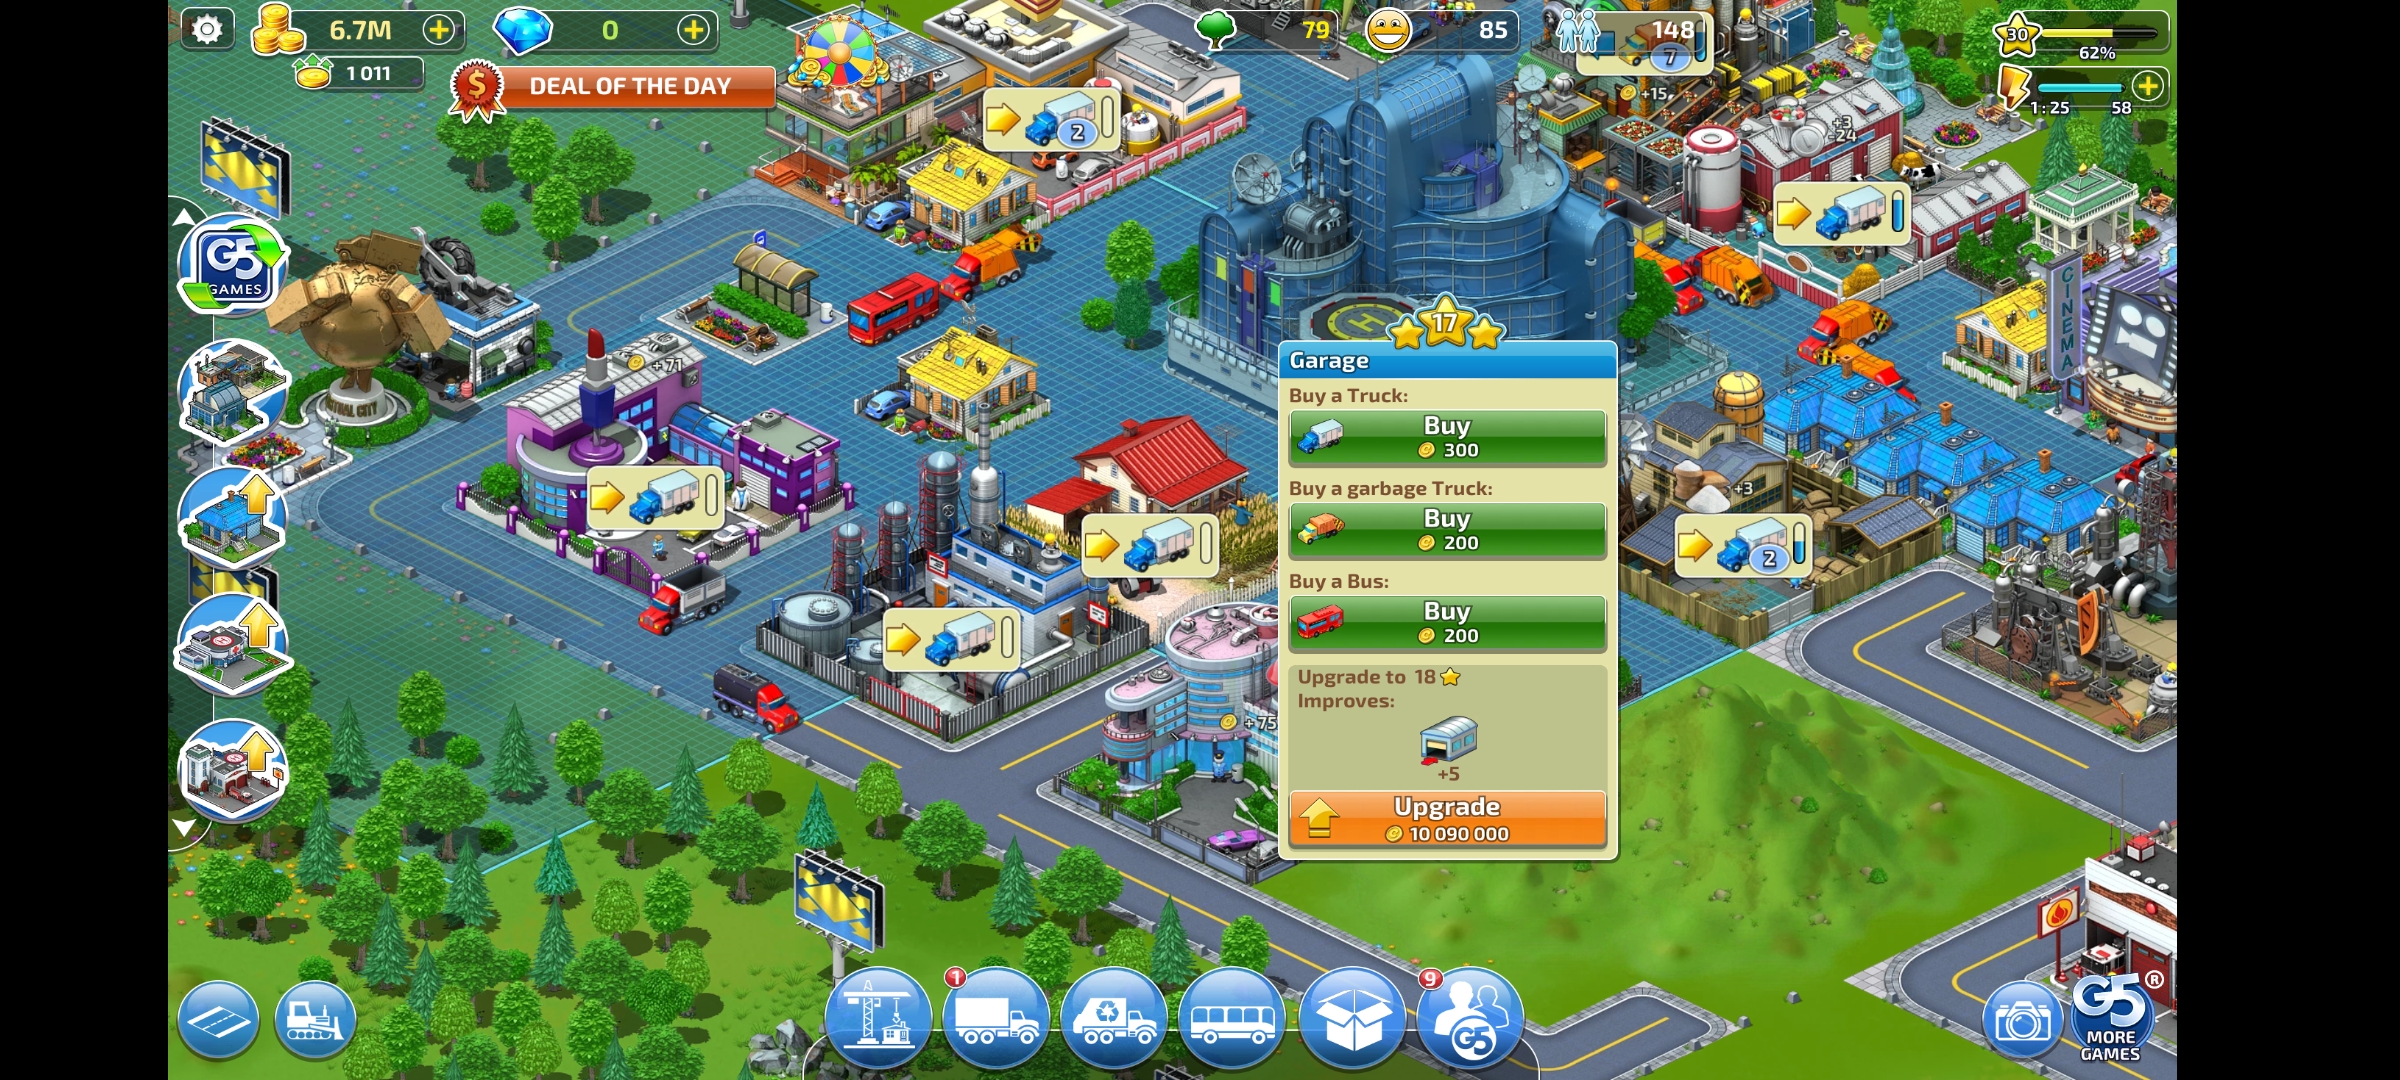 6.7M
0
79
85
148
7
30
62%
1 011
DEAL OF THE DAY
1:25
58
2
+15
+3
-24
G5
GAMES
CINEMA
H
17
Garage
+71
Buy a Truck:
Buy
300
Buy a garbage Truck:
Buy
200
+3
2
Buy a Bus:
Buy
200
Upgrade to 18
Improves:
+75
+5
Upgrade
10 090 000
1
9
G5
G5
®
MORE
GAMES